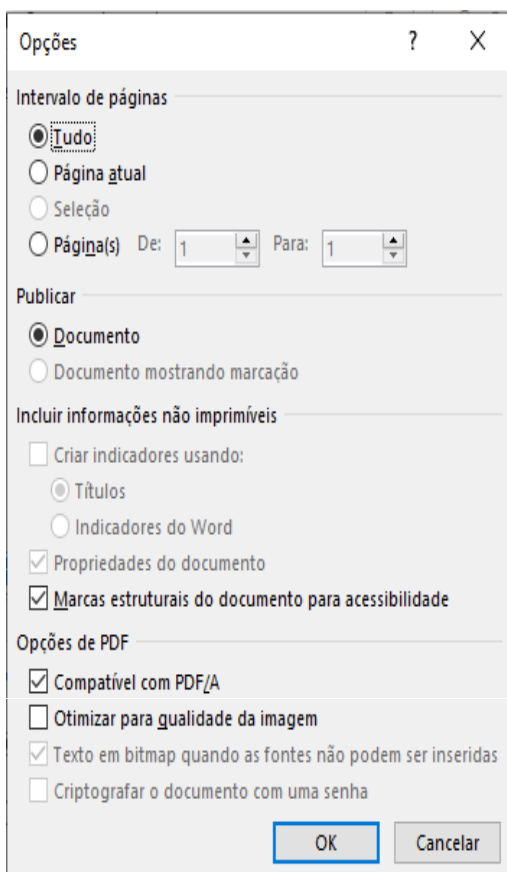 Opções ? X
Intervalo de páginas
Tudo
Página atual
Seleção
Página(s) De: 1 Para: 1
Publicar
Documento
Documento mostrando marcação
Incluir informações não imprimíveis
Criar indicadores usando:
Títulos
Indicadores do Word
Propriedades do documento
Marcas estruturais do documento para acessibilidade
Opções de PDF
Compatível com PDF/A
Otimizar para qualidade da imagem
Texto em bitmap quando as fontes não podem ser inseridas
Criptografar o documento com uma senha
OK Cancelar